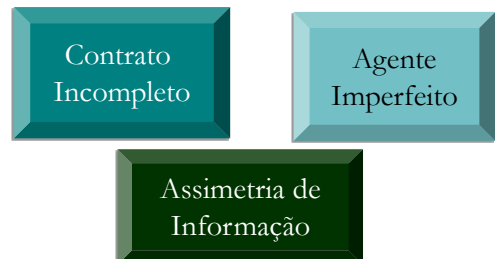 Contrato
Incompleto
Agente
Imperfeito
Assimetria de
Informação